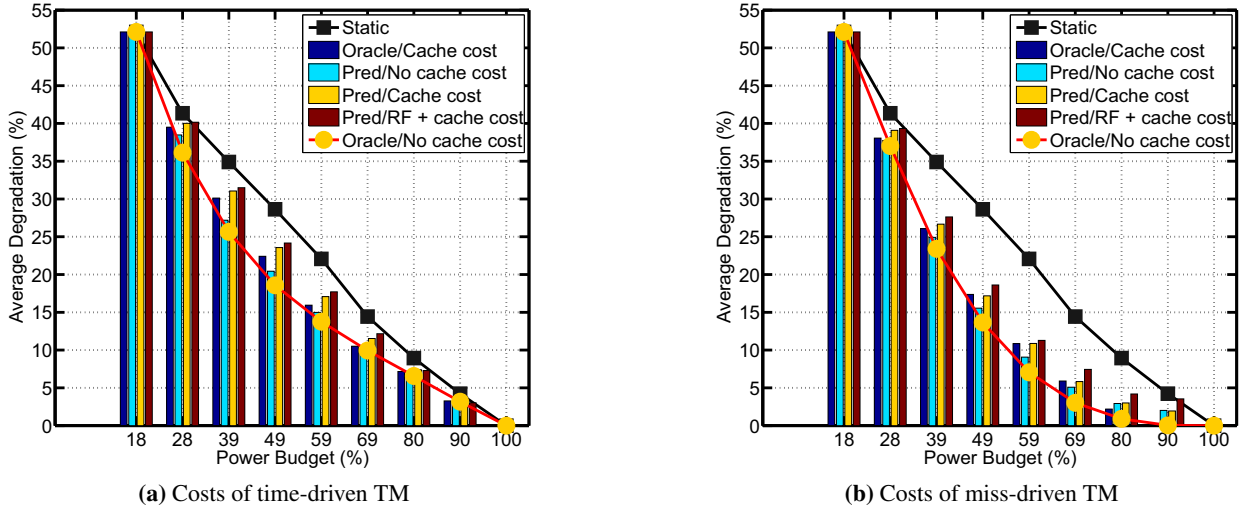 55
50
45
40
35
30
25
20
15
10
5
0
Average Degradation (%)
Static
Oracle/Cache cost
Pred/No cache cost
Pred/Cache cost
Pred/RF + cache cost
Oracle/No cache cost
18 28 39 49 59 69 80 90 100
Power Budget (%)
(a) Costs of time-driven TM
55
50
45
40
35
30
25
20
15
10
5
0
Average Degradation (%)
Static
Oracle/Cache cost
Pred/No cache cost
Pred/Cache cost
Pred/RF + cache cost
Oracle/No cache cost
18 28 39 49 59 69 80 90 100
Power Budget (%)
(b) Costs of miss-driven TM